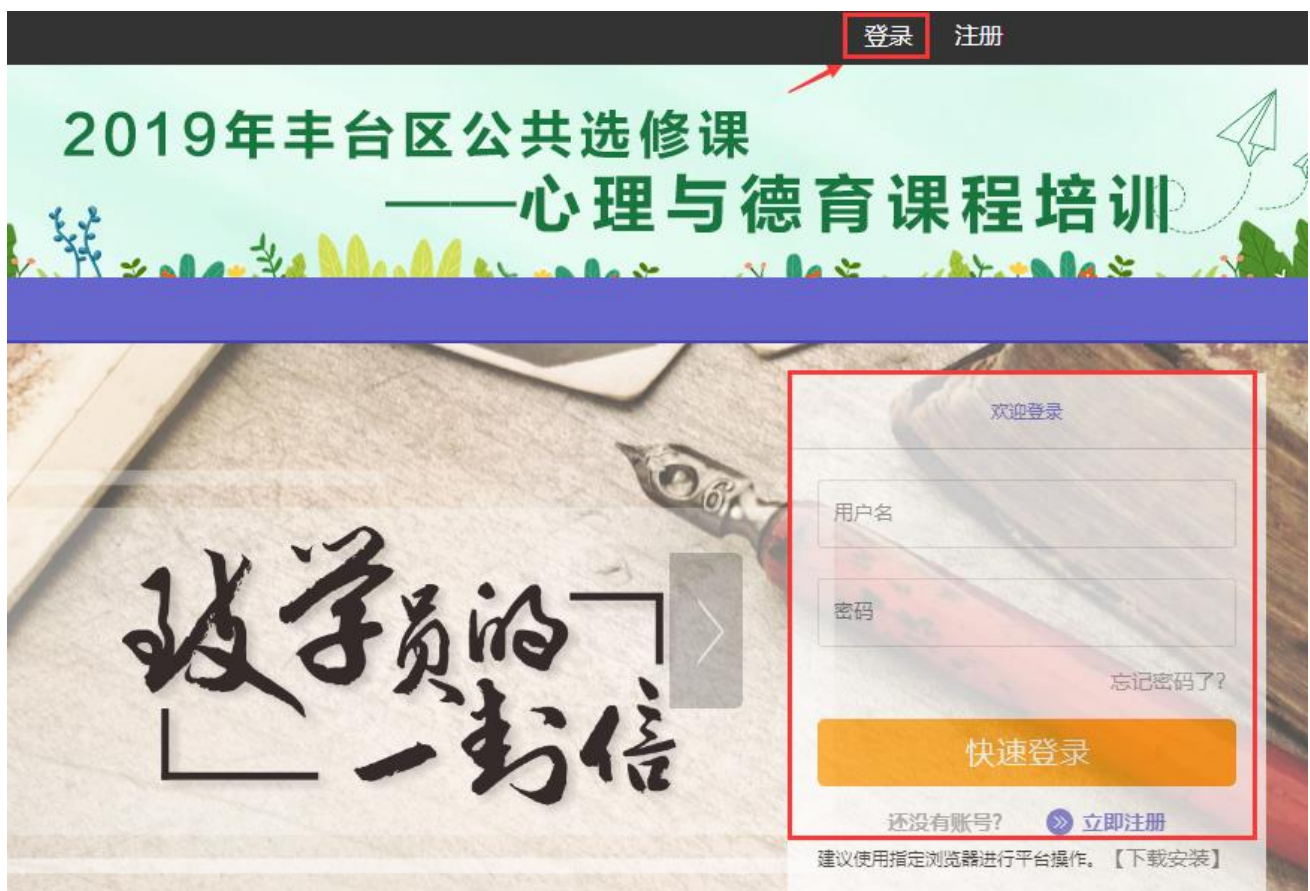 登录 注册
2019年丰台区公共选修课
——心理与德育课程培训
欢迎登录
用户名
密码
忘记密码了?
致学员的
一封信
快速登录
还没有账号? 立即注册
建议使用指定浏览器进行平台操作。【下载安装】